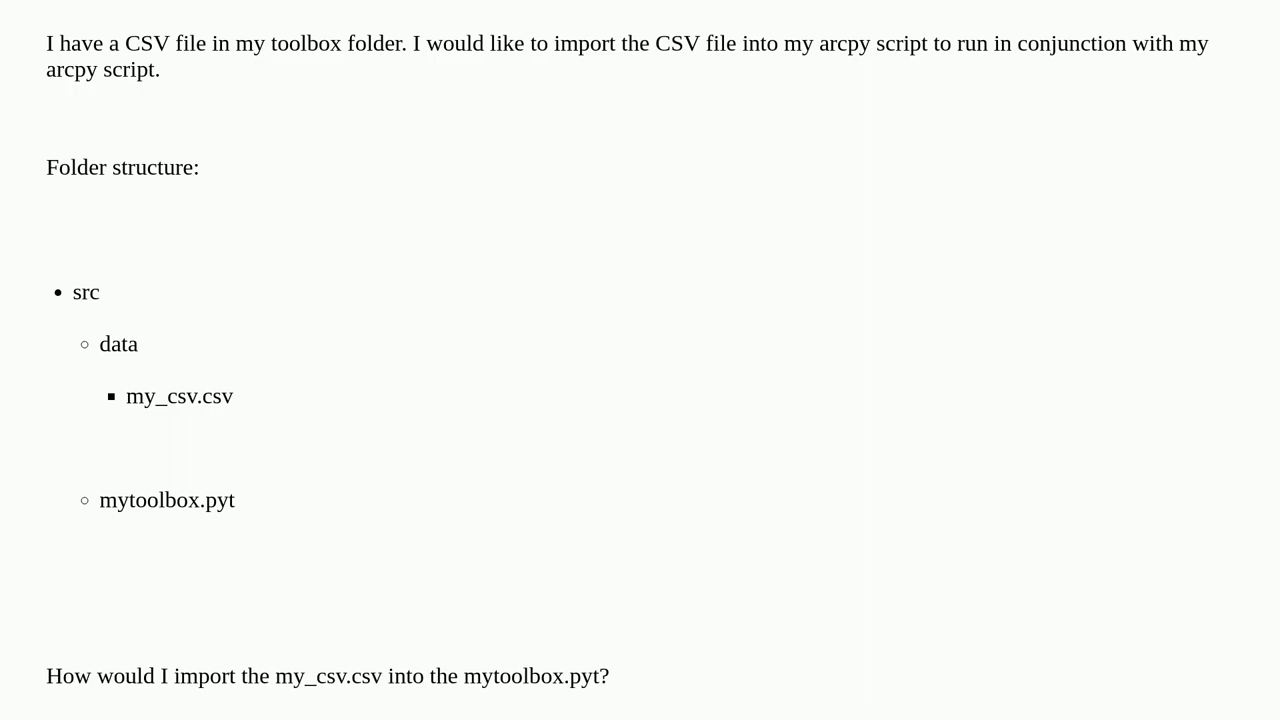 I have a CSV file in my toolbox folder. I would like to import the CSV file into my arcpy script to run in conjunction with my
arcpy script.
Folder structure:
src
data
my_csv.csv
mytoolbox.pyt
How would I import the my_csv.csv into the mytoolbox.pyt?